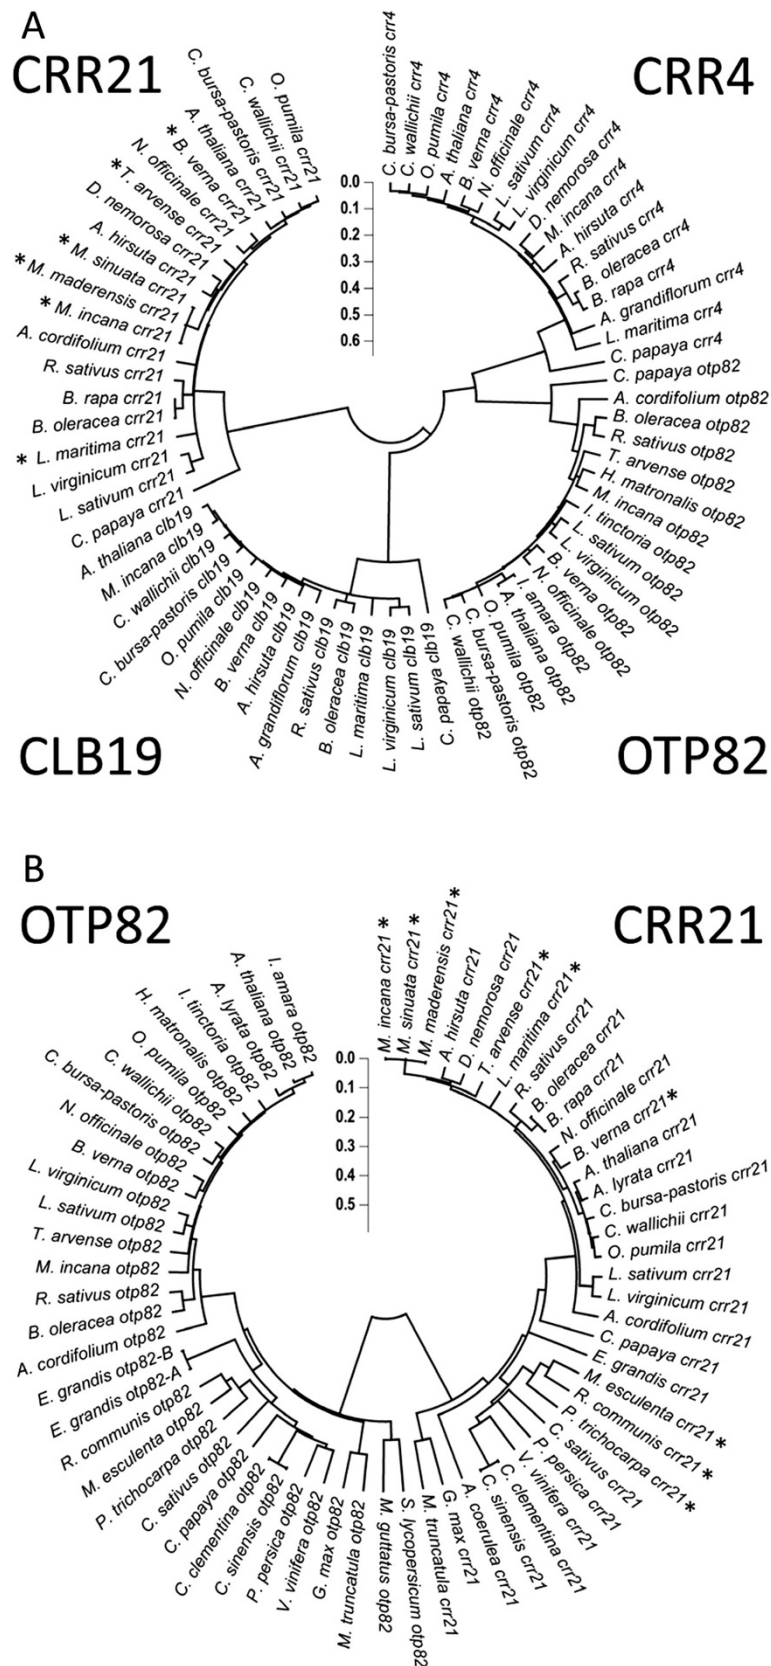 A
CRR21
CRR4
O. pumila crr21
C. wallichii crr21
C. bursa-pastoris crr21
A. thaliana crr21
* B. verna crr21
N. officinale crr21
* T. arvense crr21
D. nemorosa crr21
A. hirsuta crr21
* M. sinuata crr21
* M. maderensis crr21
* M. incana crr21
A. cordifolium crr21
R. sativus crr21
B. rapa crr21
B. oleracea crr21
* L. maritima crr21
L. virginicum crr21
L. sativum crr21
C. papaya crr21
0.0
0.1
0.2
0.3
0.4
0.5
0.6
C. bursa-pastoris crr4
C. wallichii crr4
O. pumila crr4
A. thaliana crr4
B. verna crr4
N. officinale crr4
L. sativum crr4
L. virginicum crr4
D. nemorosa crr4
M. incana crr4
A. hirsuta crr4
R. sativus crr4
B. oleracea crr4
B. rapa crr4
A. grandiflorum crr4
L. maritima crr4
C. papaya crr4
C. papaya otp82
A. cordifolium otp82
B. oleracea otp82
R. sativus otp82
T. arvense otp82
H. matronalis otp82
M. incana otp82
I. tinctoria otp82
L. sativum otp82
L. virginicum otp82
B. verna otp82
N. officinale otp82
I. amara otp82
A. thaliana otp82
O. pumila otp82
C. bursa-pastoris otp82
C. wallichii otp82
A. thaliana clb19
M. incana clb19
C. wallichii clb19
C. bursa-pastoris clb19
O. pumila clb19
N. officinale clb19
B. verna clb19
A. hirsuta clb19
A. grandiflorum clb19
R. sativus clb19
B. oleracea clb19
L. maritima clb19
L. virginicum clb19
L. sativum clb19
C. papaya clb19
CLB19
OTP82
B
OTP82
CRR21
I. amara otp82
A. thaliana otp82
A. lyrata otp82
I. tinctoria otp82
H. matronalis otp82
O. pumila otp82
C. wallichii otp82
C. bursa-pastoris otp82
N. officinale otp82
B. verna otp82
L. virginicum otp82
L. sativum otp82
T. arvense otp82
M. incana otp82
R. sativus otp82
B. oleracea otp82
A. cordifolium otp82
E. grandis otp82-B
E. grandis otp82-A
R. communis otp82
M. esculenta otp82
P. trichocarpa otp82
C. sativus otp82
C. papaya otp82
C. clementina otp82
C. sinensis otp82
P. persica otp82
V. vinifera otp82
G. max otp82
M. truncatula otp82
M. guttatus otp82
S. lycopersicum otp82
0.0
0.1
0.2
0.3
0.4
0.5
M. incana crr21 *
M. sinuata crr21 *
M. maderensis crr21 *
A. hirsuta crr21
D. nemorosa crr21
T. arvense crr21 *
L. maritima crr21 *
R. sativus crr21
B. oleracea crr21
B. rapa crr21
N. officinale crr21
B. verna crr21 *
A. thaliana crr21
A. lyrata crr21
C. bursa-pastoris crr21
C. wallichii crr21
O. pumila crr21
L. sativum crr21
L. virginicum crr21
A. cordifolium crr21
C. papaya crr21
E. grandis crr21
M. esculenta crr21 *
R. communis crr21 *
P. trichocarpa crr21 *
C. sativus crr21
P. persica crr21
V. vinifera crr21
C. clementina crr21
C. sinensis crr21
A. coerulea crr21
G. max crr21
M. truncatula crr21